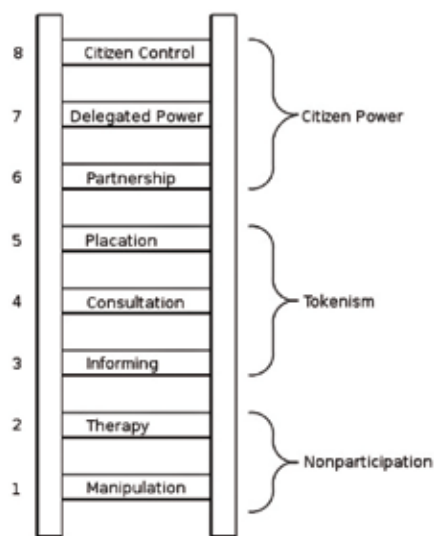 8 Citizen Control
7 Delegated Power
Citizen Power
6 Partnership
5 Placation
4 Consultation
Tokenism
3 Informing
2 Therapy
Nonparticipation
1 Manipulation